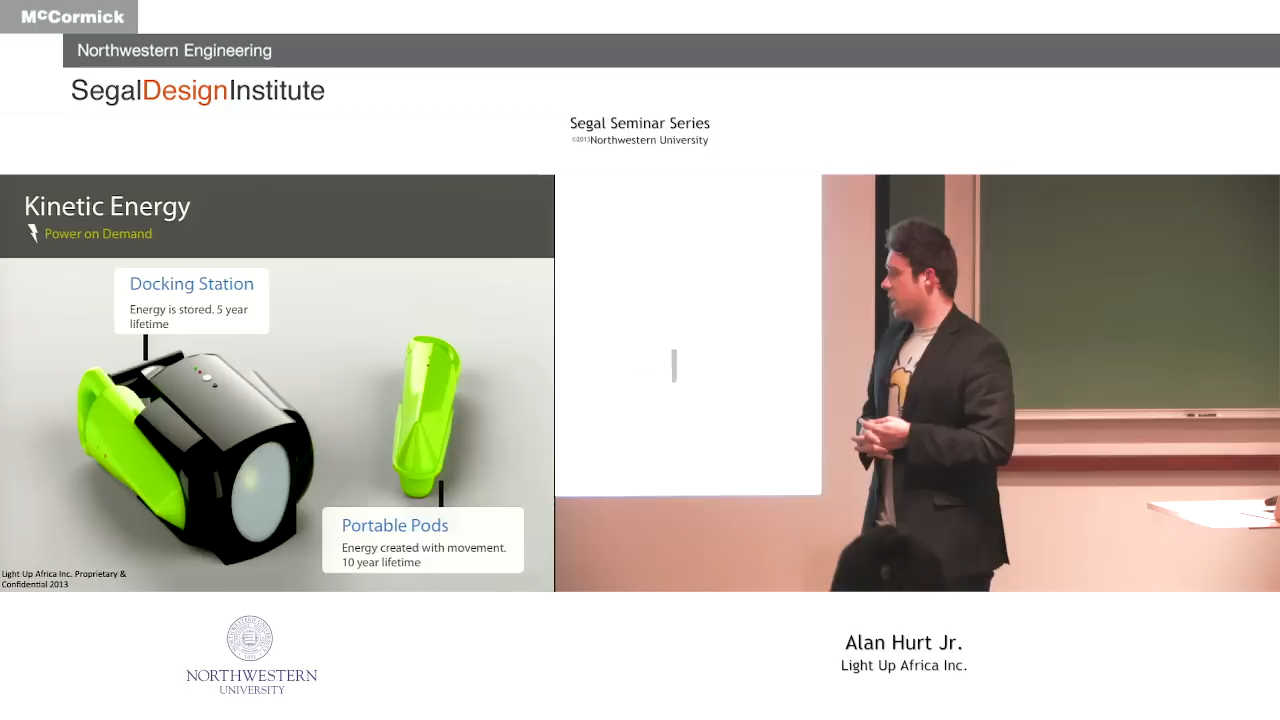 McCormick
Northwestern Engineering
SegalDesignInstitute
Segal Seminar Series
©2013Northwestern University
Kinetic Energy
Power on Demand
Docking Station
Energy is stored. 5 year
lifetime
Portable Pods
Energy created with movement.
10 year lifetime
Light Up Africa Inc. Proprietary &
Confidential 2013
NORTHWESTERN
UNIVERSITY
Alan Hurt Jr.
Light Up Africa Inc.